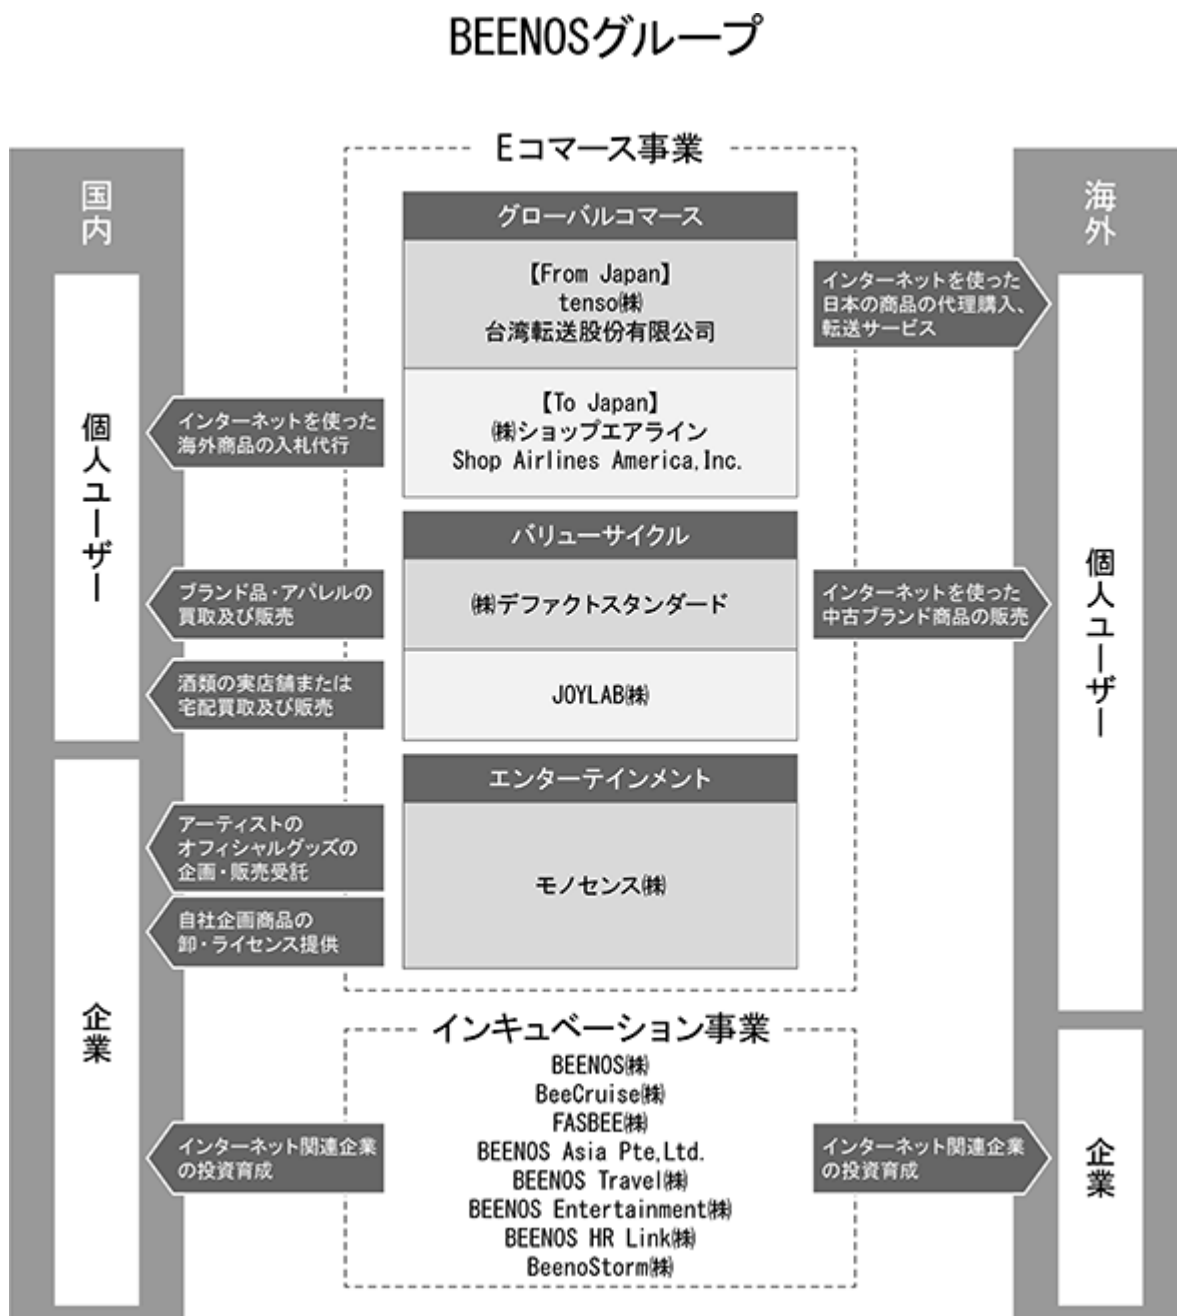 BEENOSグループ
Eコマース事業
国内
海外
グローバルコマース
【From Japan】
tenso㈱
台湾転送股份有限公司
インターネットを使った
日本の商品の代理購入、
転送サービス
【To Japan】
㈱ショップエアライン
Shop Airlines America,Inc.
インターネットを使った
海外商品の入札代行
個人ユーザー
バリューサイクル
㈱デファクトスタンダード
ブランド品・アパレルの
買取及び販売
インターネットを使った
中古ブランド商品の販売
個人ユーザー
JOYLAB㈱
酒類の実店舗または
宅配買取及び販売
エンターテインメント
モノセンス㈱
アーティストの
オフィシャルグッズの
企画・販売受託
自社企画商品の
卸・ライセンス提供
企業
インキュベーション事業
BEENOS㈱
BeeCruise㈱
FASBEE㈱
BEENOS Asia Pte,Ltd.
BEENOS Travel㈱
BEENOS Entertainment㈱
BEENOS HR Link㈱
BeenoStorm㈱
インターネット関連企業
の投資育成
インターネット関連企業
の投資育成
企業